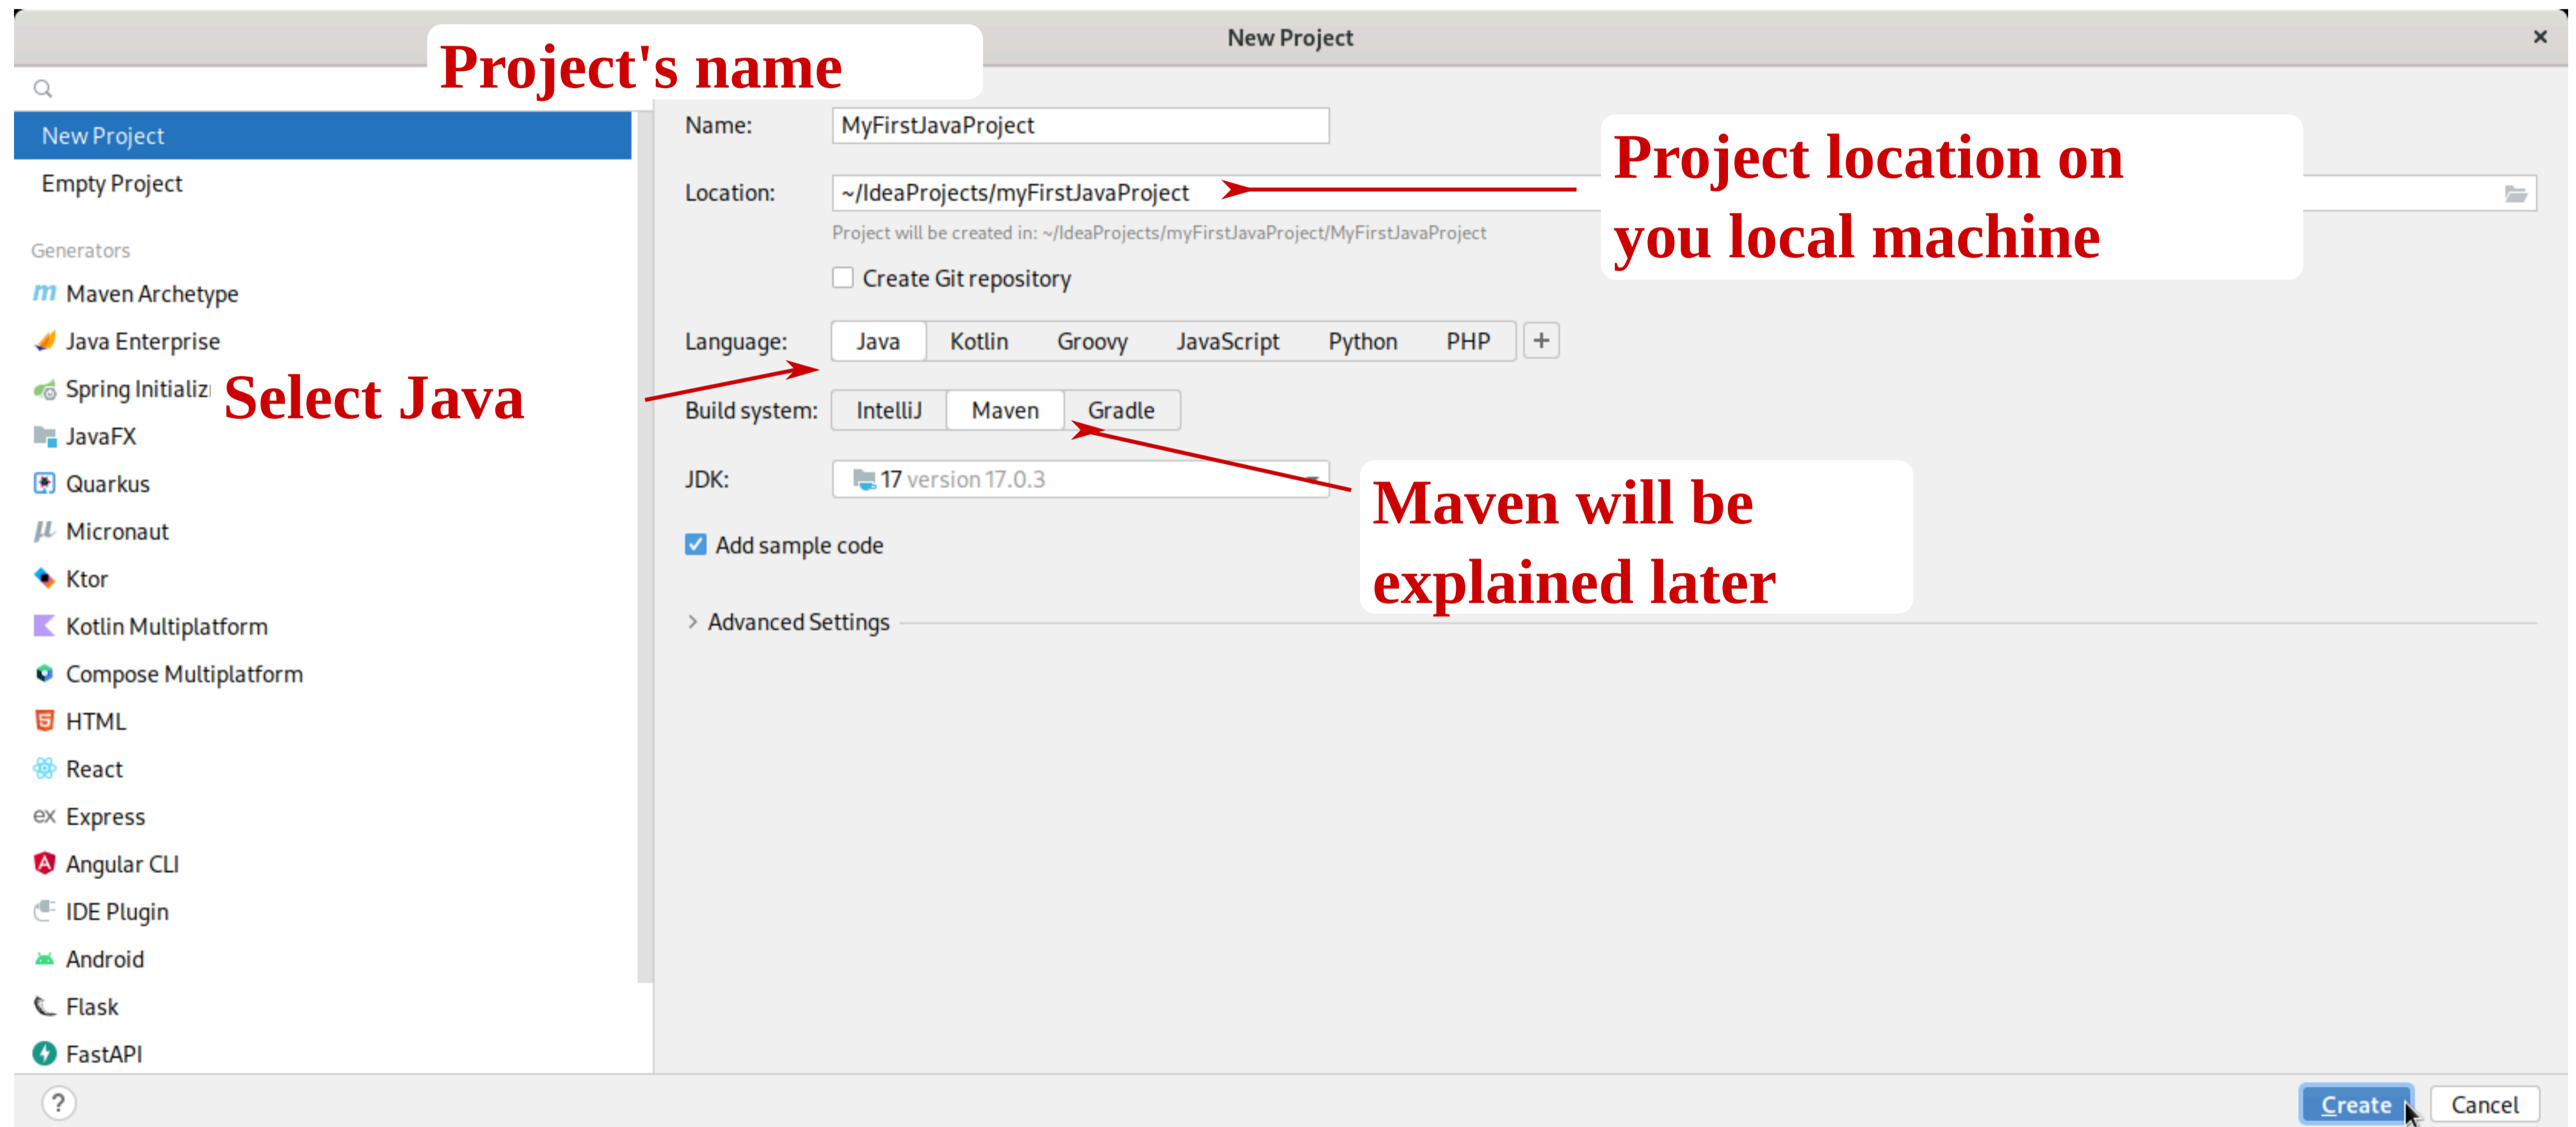 New Project
Project's name
New Project
Empty Project
Generators
Maven Archetype
Java Enterprise
Spring Initializ
JavaFX
Quarkus
Micronaut
Ktor
Kotlin Multiplatform
Compose Multiplatform
HTML
React
ex Express
Angular CLI
IDE Plugin
Android
Flask
FastAPI
Select Java
Name: MyFirstJavaProject
Location: ~/IdeaProjects/myFirstJavaProject
Project will be created in: ~/IdeaProjects/myFirstJavaProject/MyFirstJavaProject
Project location on
you local machine
Create Git repository
Language: Java Kotlin Groovy JavaScript Python PHP +
Build system: IntelliJ Maven Gradle
JDK: 17 version 17.0.3
Maven will be
explained later
Add sample code
Advanced Settings
? Create Cancel